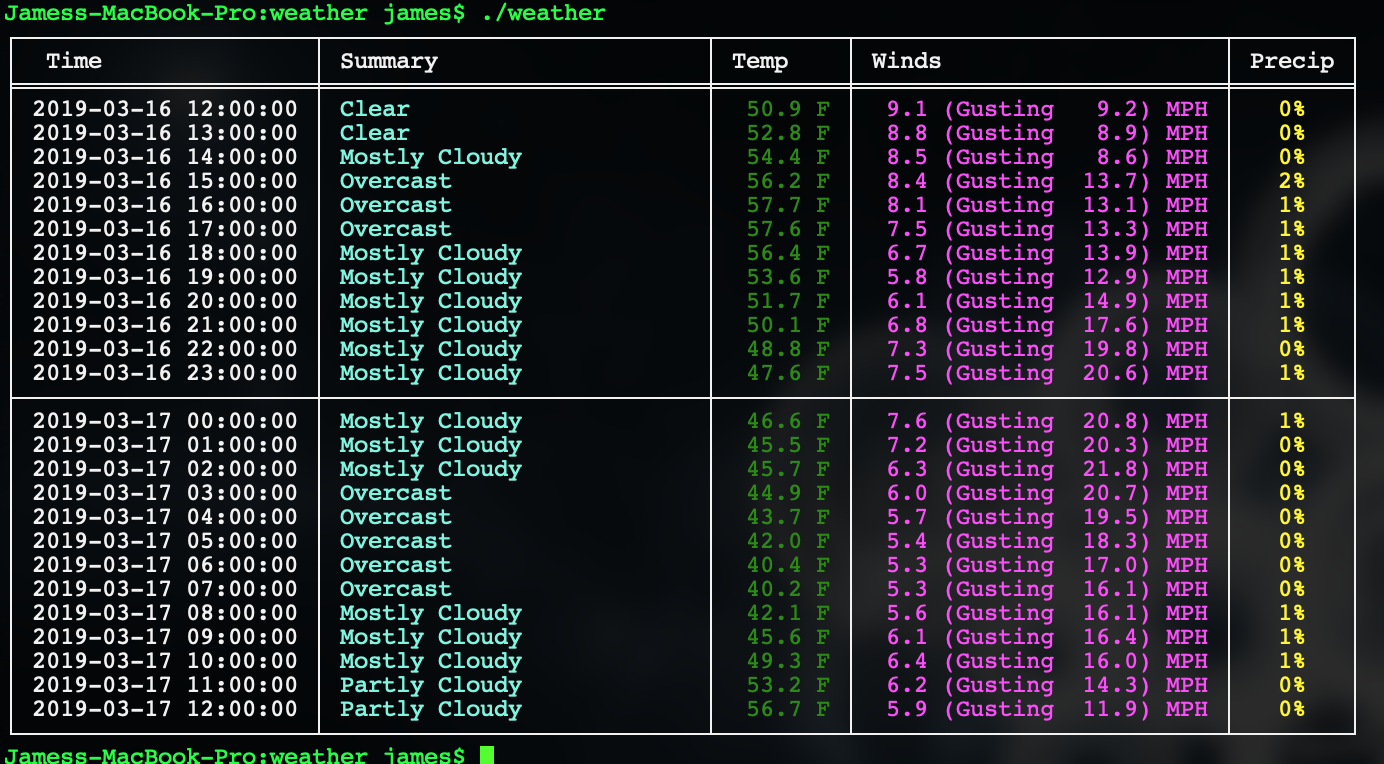 Jamess-MacBook-Pro:weather james$ ./weather
Time Summary Temp Winds Precip
2019-03-16 12:00:00 Clear 50.9 F 9.1 (Gusting 9.2) MPH 0%
2019-03-16 13:00:00 Clear 52.8 F 8.8 (Gusting 8.9) MPH 0%
2019-03-16 14:00:00 Mostly Cloudy 54.4 F 8.5 (Gusting 8.6) MPH 0%
2019-03-16 15:00:00 Overcast 56.2 F 8.4 (Gusting 13.7) MPH 2%
2019-03-16 16:00:00 Overcast 57.7 F 8.1 (Gusting 13.1) MPH 1%
2019-03-16 17:00:00 Overcast 57.6 F 7.5 (Gusting 13.3) MPH 1%
2019-03-16 18:00:00 Mostly Cloudy 56.4 F 6.7 (Gusting 13.9) MPH 1%
2019-03-16 19:00:00 Mostly Cloudy 53.6 F 5.8 (Gusting 12.9) MPH 1%
2019-03-16 20:00:00 Mostly Cloudy 51.7 F 6.1 (Gusting 14.9) MPH 1%
2019-03-16 21:00:00 Mostly Cloudy 50.1 F 6.8 (Gusting 17.6) MPH 1%
2019-03-16 22:00:00 Mostly Cloudy 48.8 F 7.3 (Gusting 19.8) MPH 0%
2019-03-16 23:00:00 Mostly Cloudy 47.6 F 7.5 (Gusting 20.6) MPH 1%
2019-03-17 00:00:00 Mostly Cloudy 46.6 F 7.6 (Gusting 20.8) MPH 1%
2019-03-17 01:00:00 Mostly Cloudy 45.5 F 7.2 (Gusting 20.3) MPH 0%
2019-03-17 02:00:00 Mostly Cloudy 45.7 F 6.3 (Gusting 21.8) MPH 0%
2019-03-17 03:00:00 Overcast 44.9 F 6.0 (Gusting 20.7) MPH 0%
2019-03-17 04:00:00 Overcast 43.7 F 5.7 (Gusting 19.5) MPH 0%
2019-03-17 05:00:00 Overcast 42.0 F 5.4 (Gusting 18.3) MPH 0%
2019-03-17 06:00:00 Overcast 40.4 F 5.3 (Gusting 17.0) MPH 0%
2019-03-17 07:00:00 Overcast 40.2 F 5.3 (Gusting 16.1) MPH 0%
2019-03-17 08:00:00 Mostly Cloudy 42.1 F 5.6 (Gusting 16.1) MPH 1%
2019-03-17 09:00:00 Mostly Cloudy 45.6 F 6.1 (Gusting 16.4) MPH 1%
2019-03-17 10:00:00 Mostly Cloudy 49.3 F 6.4 (Gusting 16.0) MPH 1%
2019-03-17 11:00:00 Partly Cloudy 53.2 F 6.2 (Gusting 14.3) MPH 0%
2019-03-17 12:00:00 Partly Cloudy 56.7 F 5.9 (Gusting 11.9) MPH 0%
Jamess-MacBook-Pro:weather james$